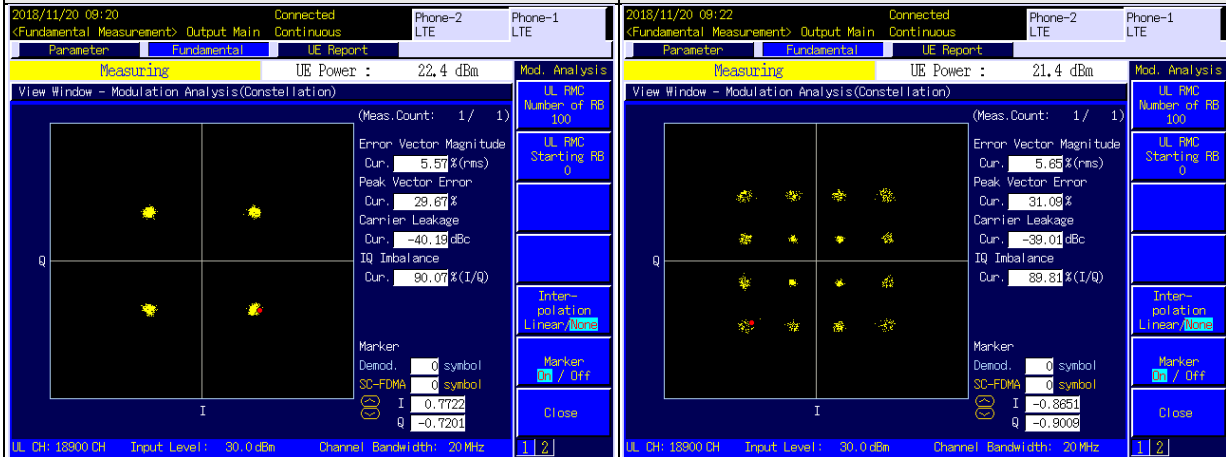 2018/11/20 09:20 Connected Phone-2 Phone-1
<Fundamental Measurement> Output Main Continuous LTE LTE
Parameter Fundamental UE Report
Measuring UE Power : 22.4 dBm Mod. Analysis
View Window - Modulation Analysis(Constellation)
UL RMC
Number of RB
100
(Meas.Count: 1/ 1)
Error Vector Magnitude
Cur. 5.57 %(rms)
UL RMC
Starting RB
0
Peak Vector Error
Cur. 29.67 %
Carrier Leakage
Cur. -40.19 dBc
IQ Imbalance
Cur. 90.07 %(I/Q)
Q
Inter-
polation
Linear/None
Marker
Demod. 0 symbol
SC-FDMA 0 symbol
I 0.7722
Q -0.7201
Marker
On / Off
Close
I
UL CH: 18900 CH Input Level: 30.0 dBm Channel Bandwidth: 20 MHz 1 2
2018/11/20 09:22 Connected Phone-2 Phone-1
<Fundamental Measurement> Output Main Continuous LTE LTE
Parameter Fundamental UE Report
Measuring UE Power : 21.4 dBm Mod. Analysis
View Window - Modulation Analysis(Constellation)
UL RMC
Number of RB
100
(Meas.Count: 1/ 1)
Error Vector Magnitude
Cur. 5.65 %(rms)
UL RMC
Starting RB
0
Peak Vector Error
Cur. 31.09 %
Carrier Leakage
Cur. -39.01 dBc
IQ Imbalance
Cur. 89.81 %(I/Q)
Q
Inter-
polation
Linear/None
Marker
Demod. 0 symbol
SC-FDMA 0 symbol
I -0.8651
Q -0.9009
Marker
On / Off
Close
I
UL CH: 18900 CH Input Level: 30.0 dBm Channel Bandwidth: 20 MHz 1 2